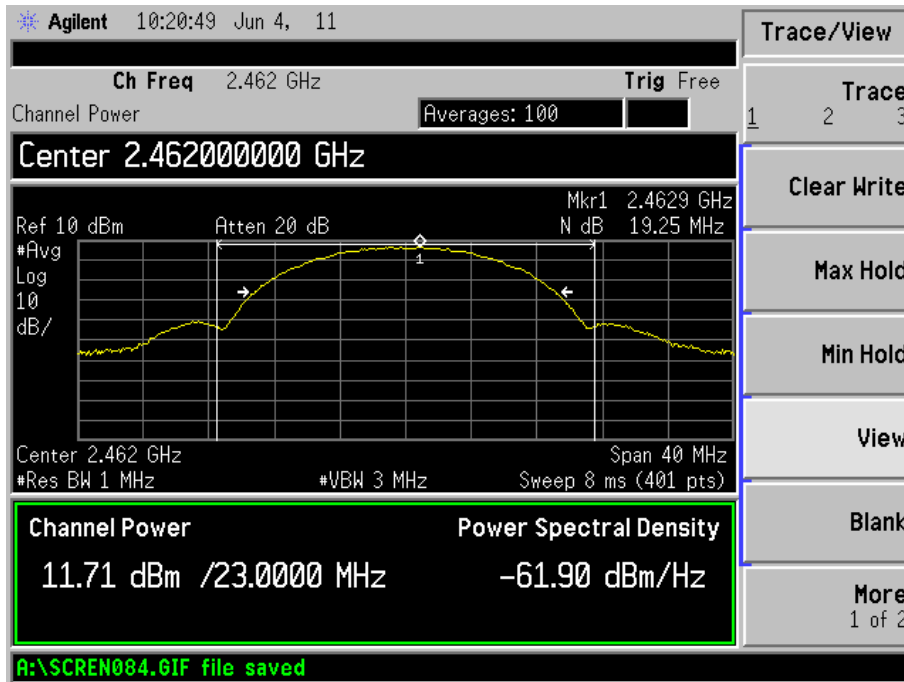 Agilent 10:20:49 Jun 4, 11
Trace/View
Ch Freq 2.462 GHz Trig Free
Channel Power Averages: 100
Center 2.462000000 GHz
Mkr1 2.4629 GHz
Ref 10 dBm Atten 20 dB N dB 19.25 MHz
#Avg
Log
10
dB/
1
Center 2.462 GHz Span 40 MHz
#Res BW 1 MHz #VBW 3 MHz Sweep 8 ms (401 pts)
Channel Power Power Spectral Density
11.71 dBm /23.0000 MHz -61.90 dBm/Hz
A:\SCREN084.GIF file saved
Trace
1 2 3
Clear Write
Max Hold
Min Hold
View
Blank
More
1 of 2